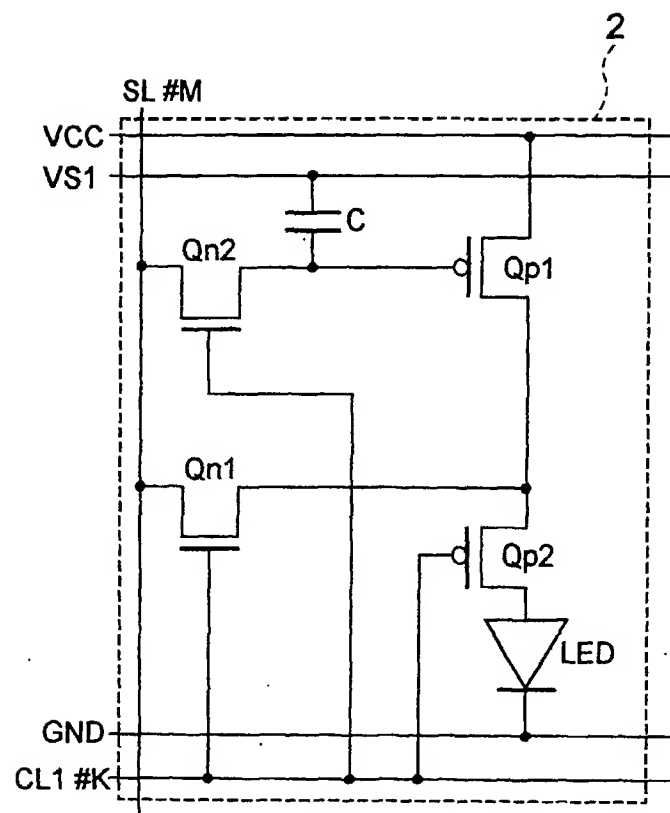 2
SL #M
VCC
VS1
C
Qn2
Qp1
Qn1
Qp2
LED
GND
CL1 #K